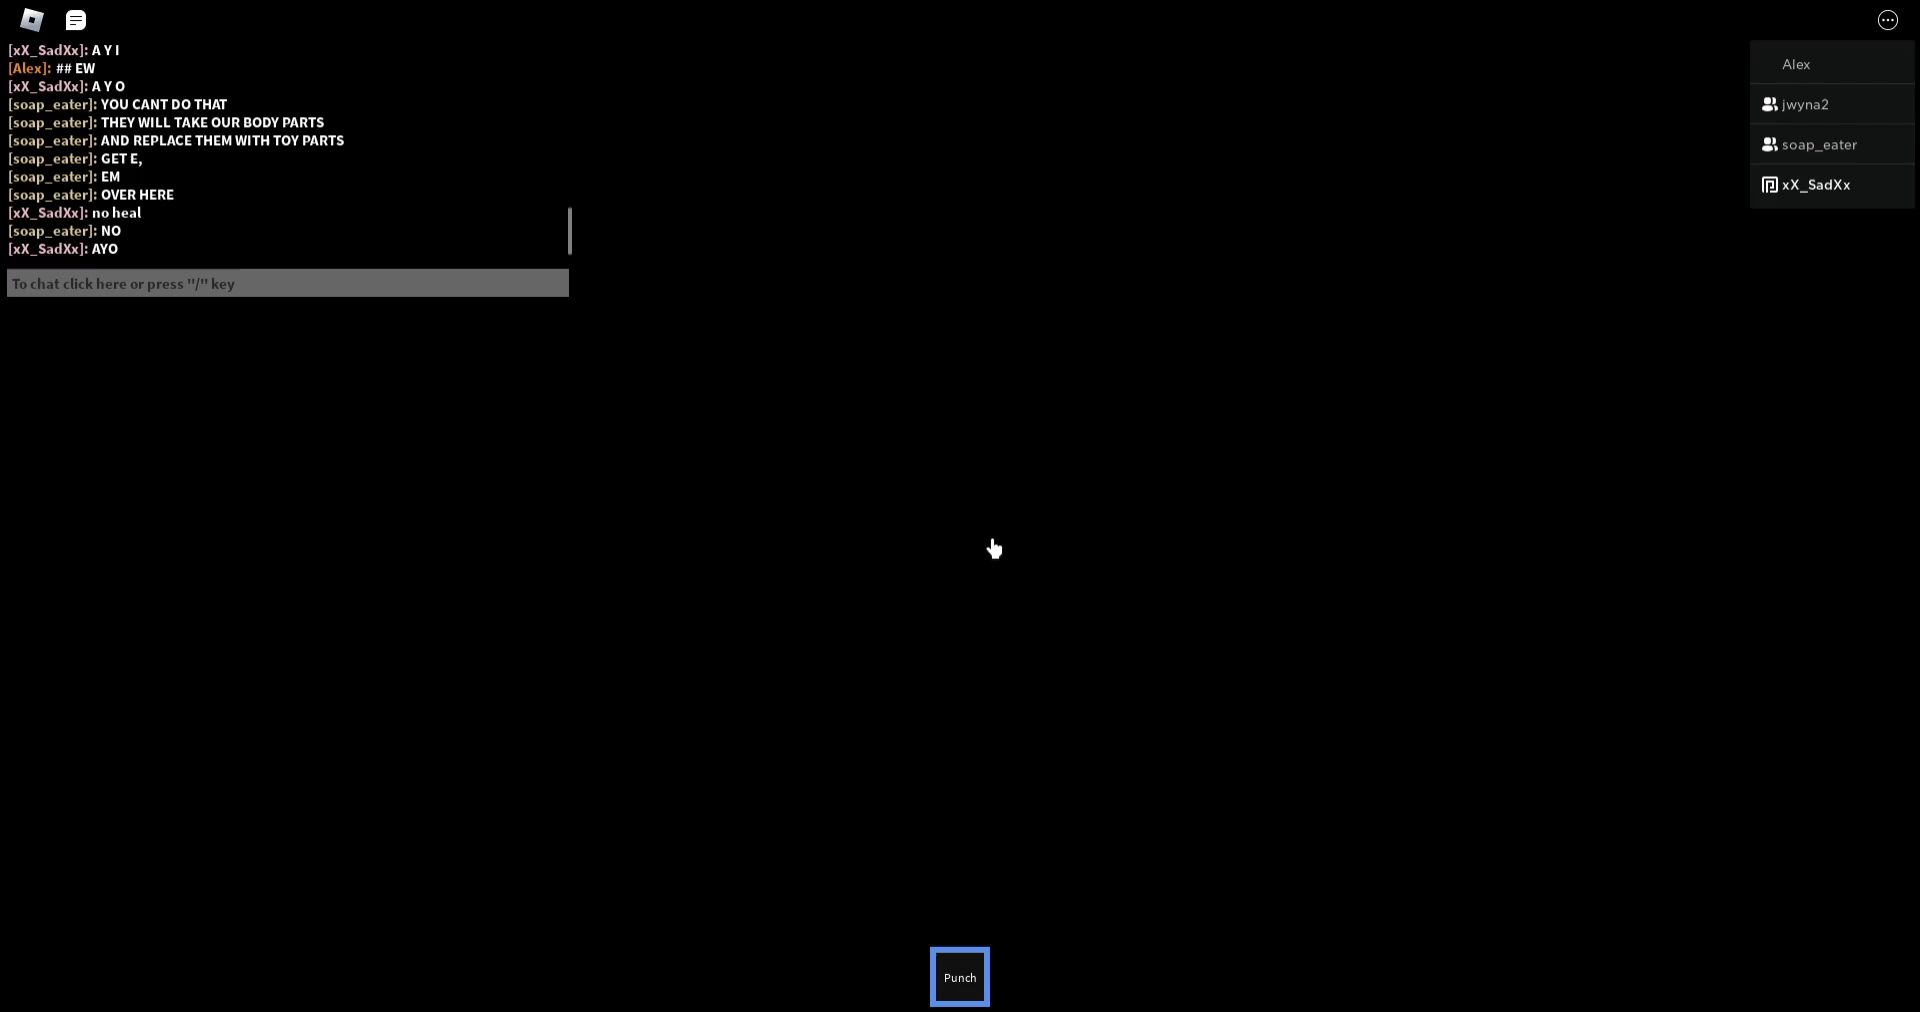 [xX_SadXx]: A Y I
[Alex]: ## EW
[xX_SadXx]: A Y O
[soap_eater]: YOU CANT DO THAT
[soap_eater]: THEY WILL TAKE OUR BODY PARTS
[soap_eater]: AND REPLACE THEM WITH TOY PARTS
[soap_eater]: GET E,
[soap_eater]: EM
[soap_eater]: OVER HERE
[xX_SadXx]: no heal
[soap_eater]: NO
[xX_SadXx]: AYO
To chat click here or press "/" key
Alex
jwyna2
soap_eater
xX_SadXx
Punch